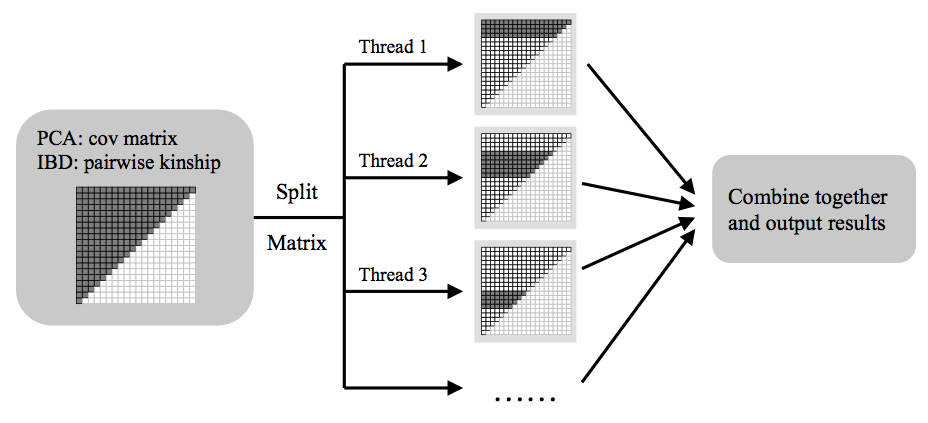 PCA: cov matrix
IBD: pairwise kinship
Split
Matrix
Thread 1
Thread 2
Thread 3
......
Combine together
and output results